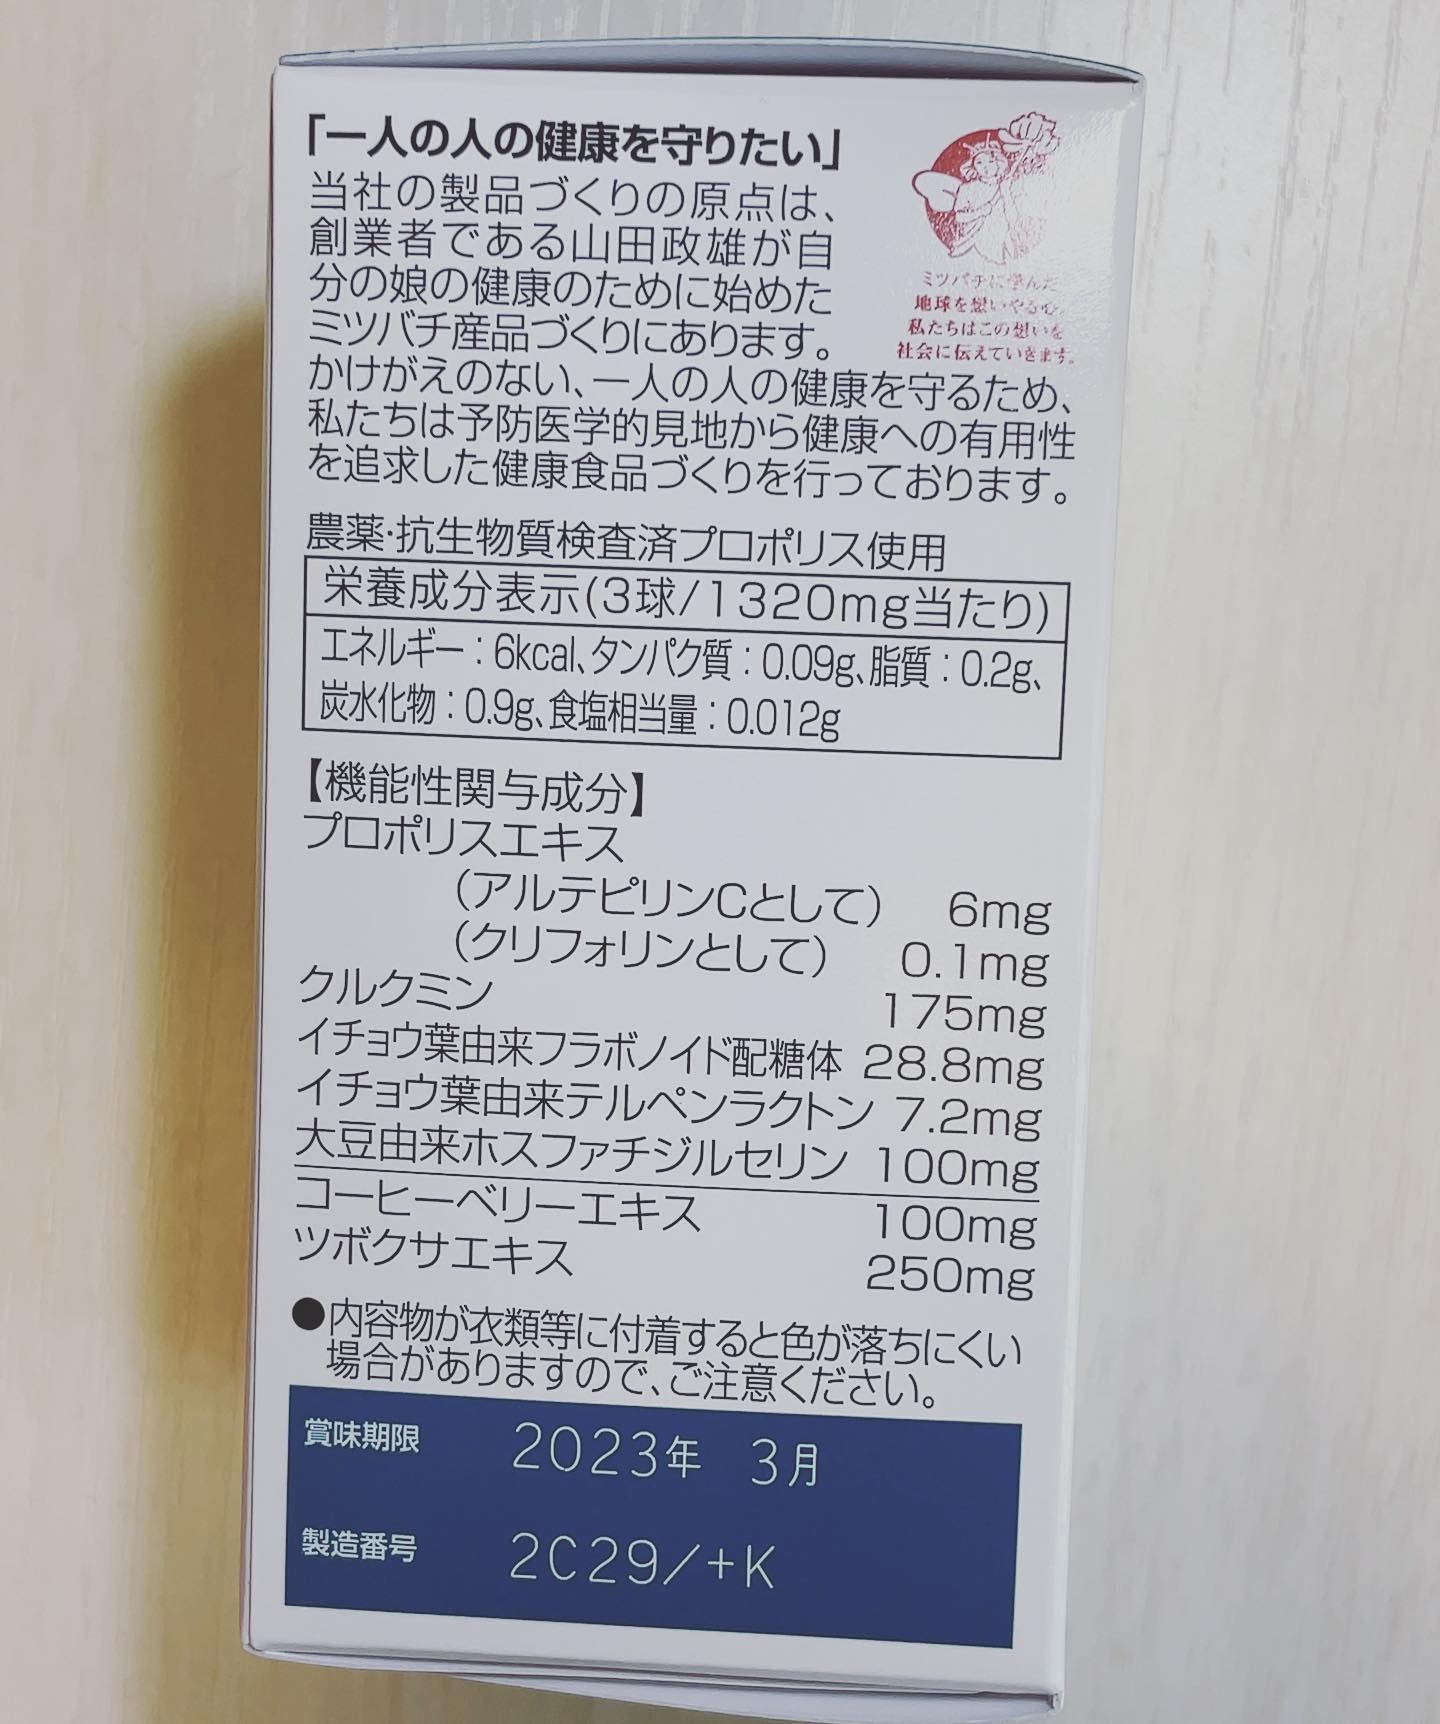 「一人の人の健康を守りたい」
当社の製品づくりの原点は、
創業者である山田政雄が自
分の娘の健康のために始めた
ミツバチ産品づくりにあります。
かけがえのない、一人の人の健康を守るため、
私たちは予防医学的見地から健康への有用性
を追求した健康食品づくりを行っております。
ミツバチに学んだ
地球を想いやる心。
私たちはこの想いを
社会に伝えていきます。
農薬・抗生物質検査済プロポリス使用
栄養成分表示(3球/1320mg当たり)
エネルギー：6kcal、タンパク質：0.09g、脂質：0.2g、
炭水化物：0.9g、食塩相当量：0.012g
【機能性関与成分】
プロポリスエキス
（アルテピリンCとして） 6mg
（クリフォリンとして） 0.1mg
クルクミン 175mg
イチョウ葉由来フラボノイド配糖体 28.8mg
イチョウ葉由来テルペンラクトン 7.2mg
大豆由来ホスファチジルセリン 100mg
コーヒーベリーエキス 100mg
ツボクサエキス 250mg
●内容物が衣類等に付着すると色が落ちにくい
場合がありますので、ご注意ください。
賞味期限 2023年 3月
製造番号 2C29/+K